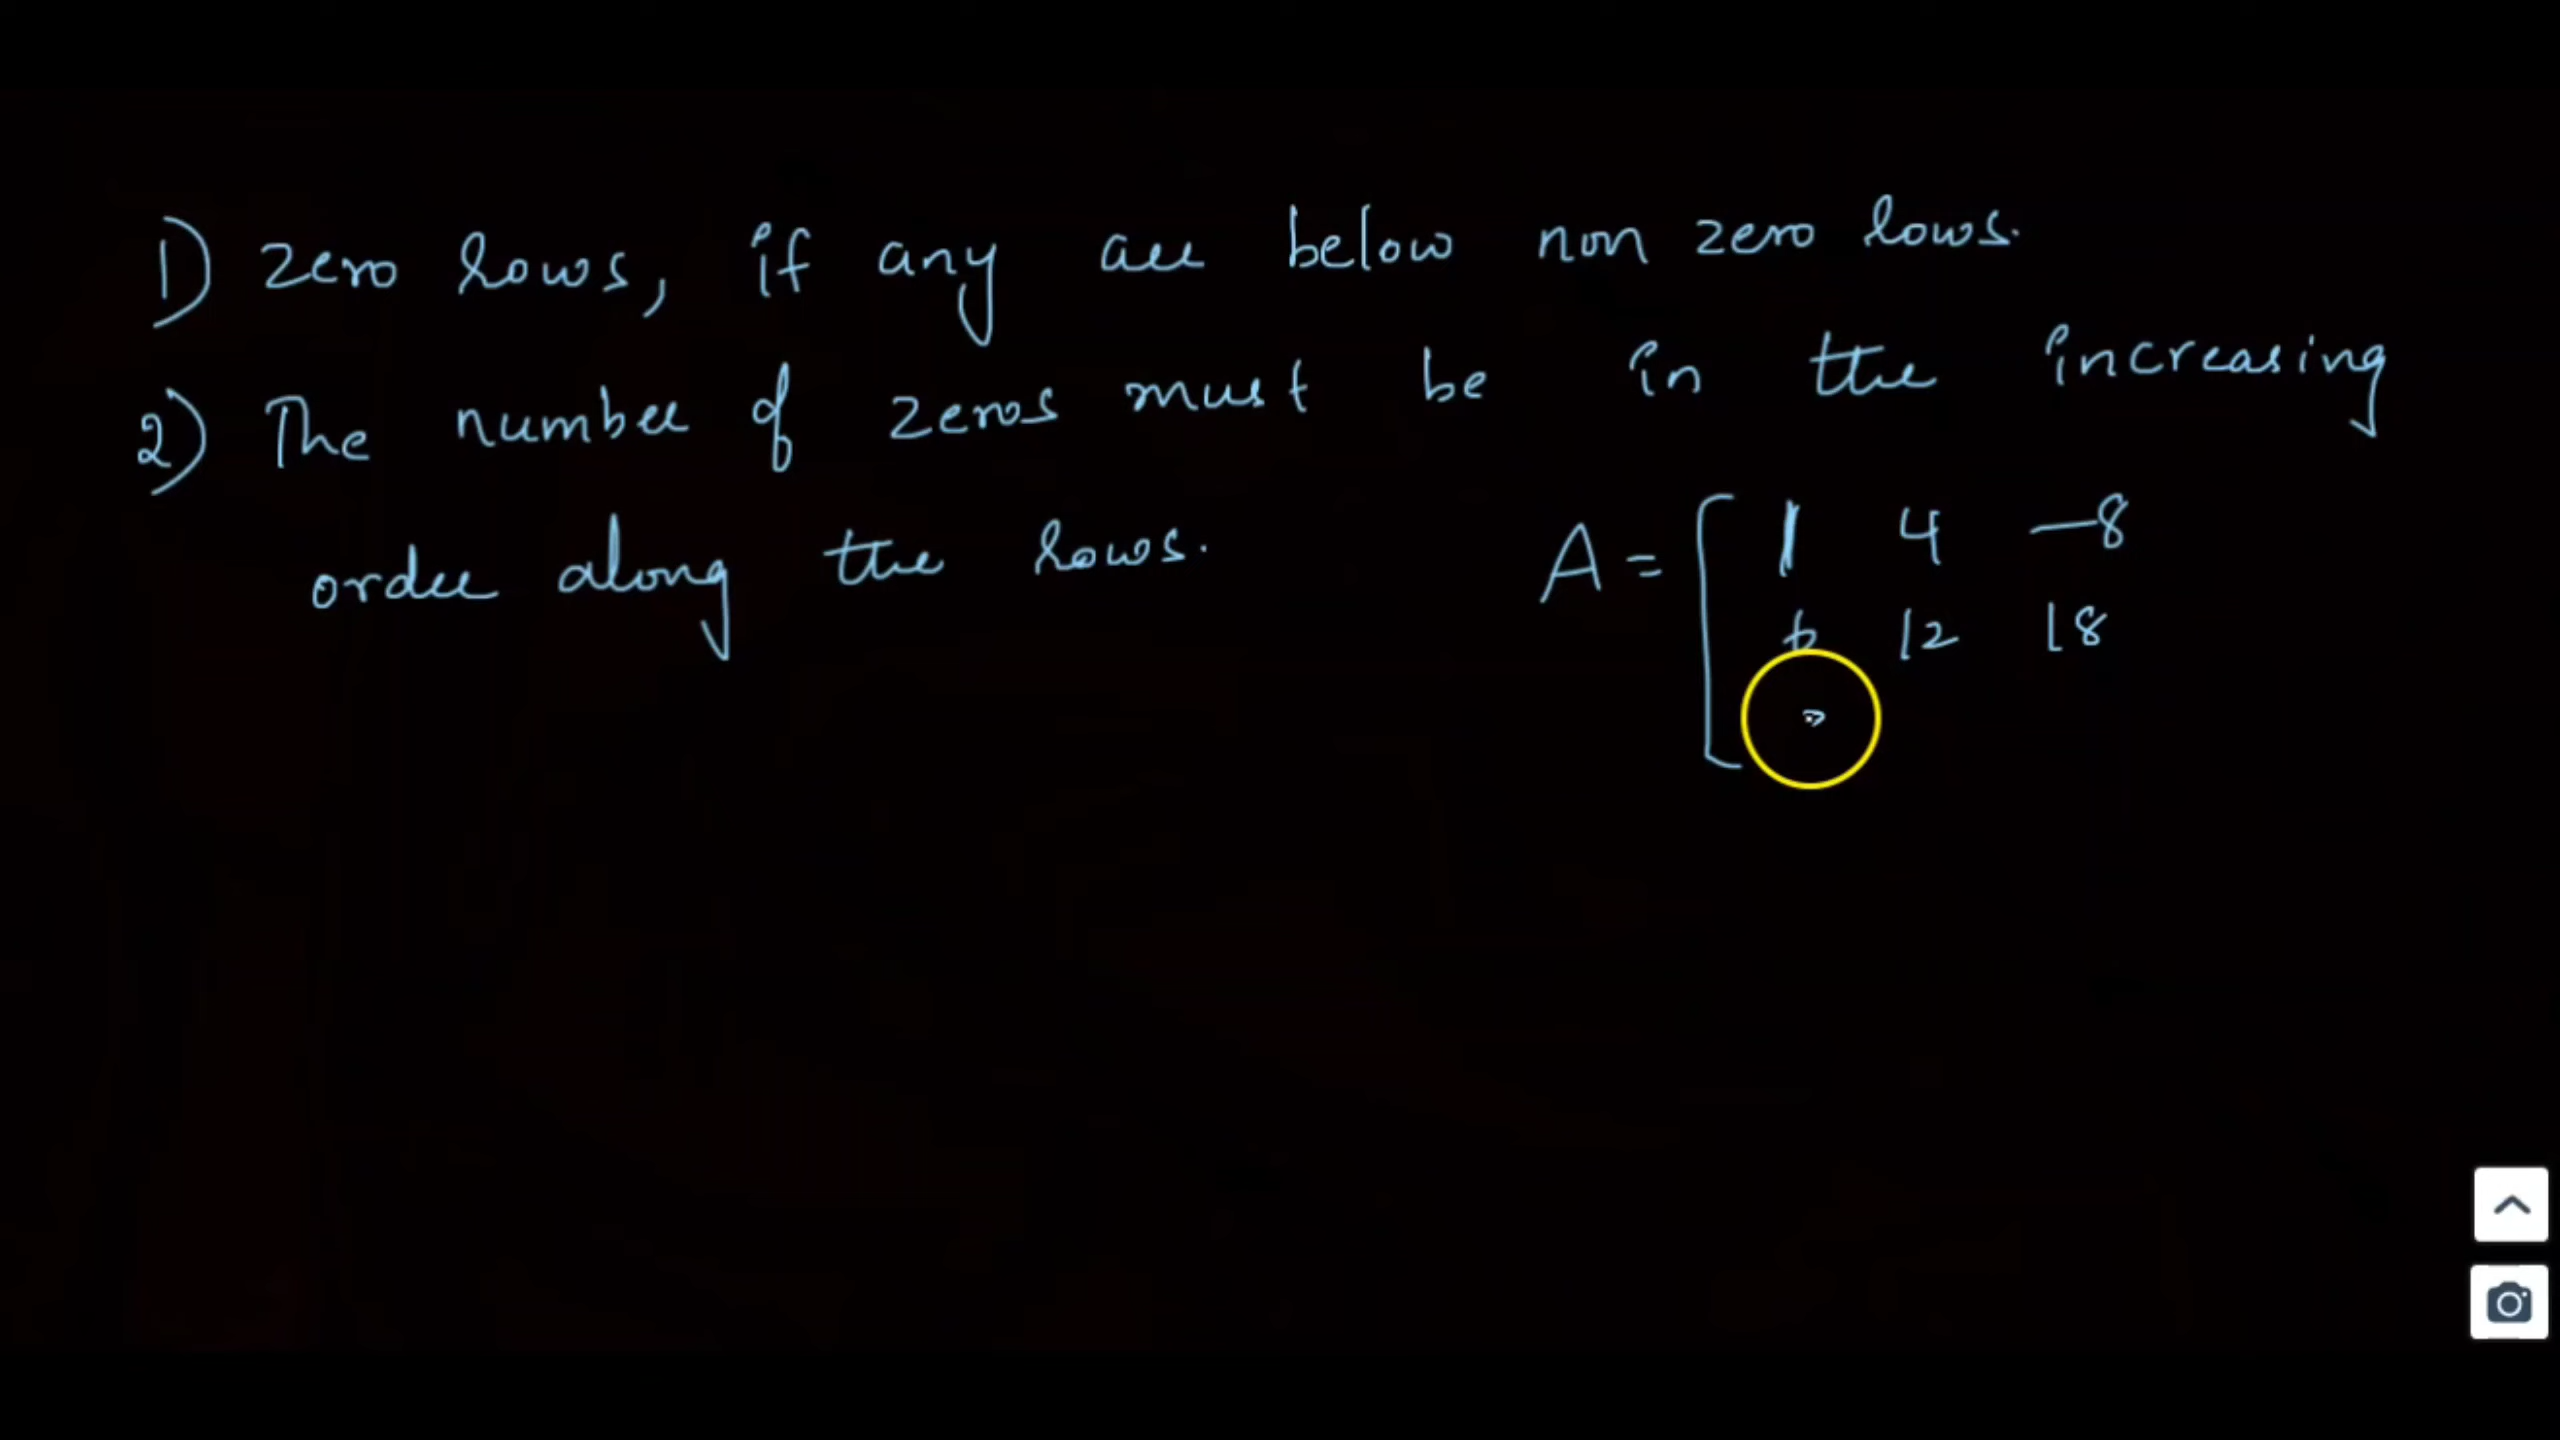 1) zero rows, if any are below non zero rows.
2) The number of zeros must be in the increasing
order along the rows.
A = [ 1 4 -8
6 12 18